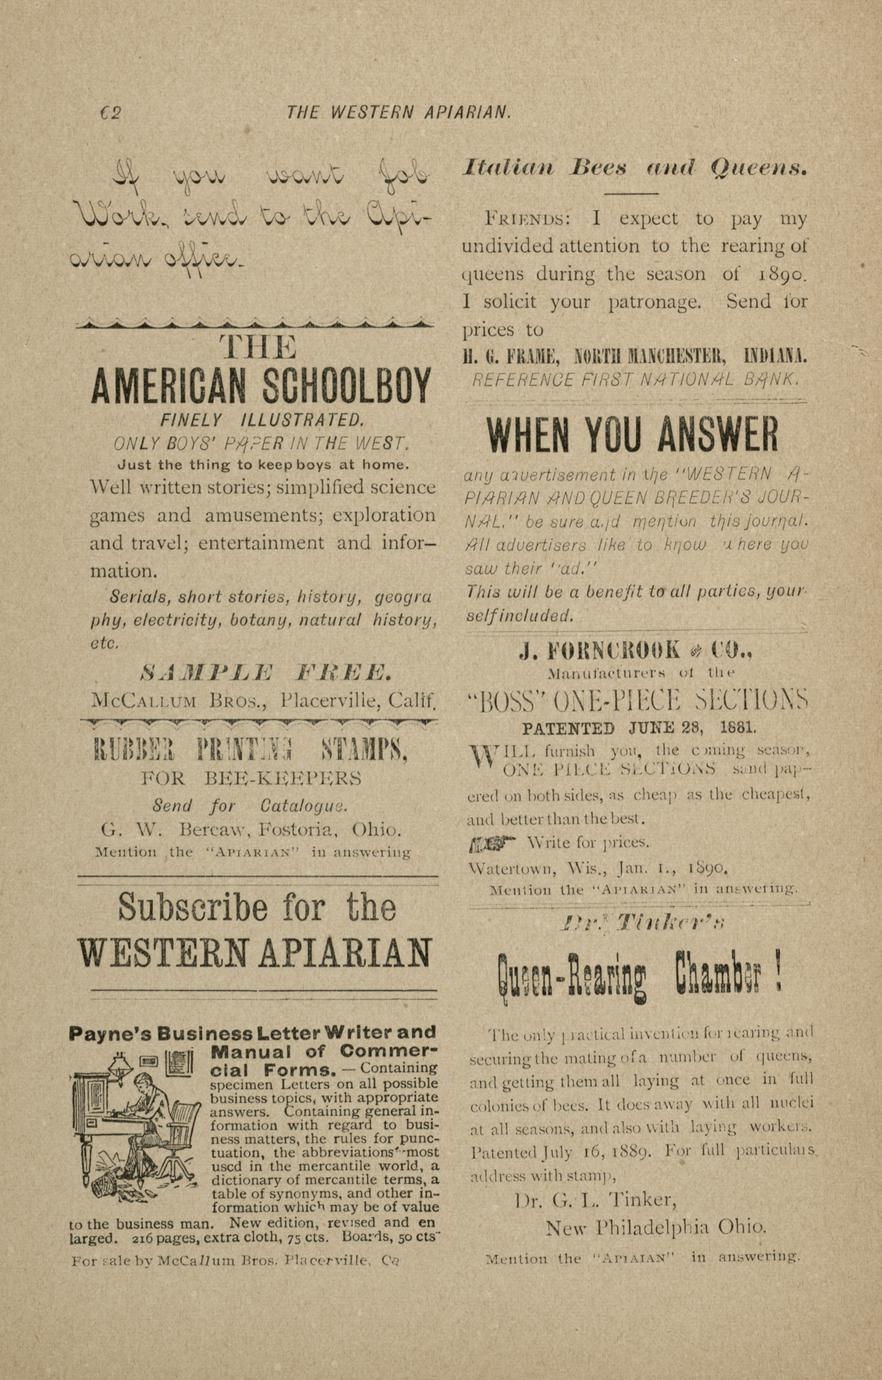 62
THE WESTERN APIARIAN.
If you want Job
Work, send to the Api-
arian office.
THE
AMERICAN SCHOOLBOY
FINELY ILLUSTRATED.
ONLY BOYS' PAPER IN THE WEST.
Just the thing to keep boys at home.
Well written stories; simplified science
games and amusements; exploration
and travel; entertainment and infor-
mation.
Serials, short stories, history, geogra
phy, electricity, botany, natural history,
etc.
SAMPLE FREE.
McCALLUM BROS., Placerville, Calif.
RUBBER PRINTING STAMPS,
FOR BEE-KEEPERS
Send for Catalogue.
G. W. Bercaw, Fostoria, Ohio.
Mention the "APIARIAN" in answering
Subscribe for the
WESTERN APIARIAN
Payne's Business Letter Writer and
Manual of Commer-
cial Forms. — Containing
specimen Letters on all possible
business topics, with appropriate
answers. Containing general in-
formation with regard to busi-
ness matters, the rules for punc-
tuation, the abbreviations most
used in the mercantile world, a
dictionary of mercantile terms, a
table of synonyms, and other in-
formation which may be of value
to the business man. New edition, revised and en
larged. 216 pages, extra cloth, 75 cts. Boards, 50 cts
For sale by McCallum Bros. Placerville, Ca
Italian Bees and Queens.
FRIENDS: I expect to pay my
undivided attention to the rearing of
queens during the season of 1890.
I solicit your patronage. Send for
prices to
H. G. FRAME, NORTH MANCHESTER, INDIANA.
REFERENCE FIRST NATIONAL BANK.
WHEN YOU ANSWER
any advertisement in the "WESTERN A-
PIARIAN AND QUEEN BREEDER'S JOUR-
NAL." be sure and mention this journal.
All advertisers like to know where you
saw their "ad."
This will be a benefit to all parties, your
self included.
J. FORNCROOK & CO.,
Manufacturers of the
"BOSS" ONE-PIECE SECTIONS
PATENTED JUNE 28, 1881.
WILL furnish you, the coming season,
ONE PIECE SECTIONS sand pap-
ered on both sides, as cheap as the cheapest,
and better than the best.
☞ Write for prices.
Watertown, Wis., Jan. 1., 1890.
Mention the "APIARIAN" in answering.
Dr. Tinker's
Queen-Rearing Chamber!
The only practical invention for rearing and
securing the mating of a number of queens,
and getting them all laying at once in full
colonies of bees. It does away with all nuclei
at all seasons, and also with laying workers.
Patented July 16, 1889. For full particulars,
address with stamp,
Dr. G. L. Tinker,
New Philadelphia Ohio.
Mention the "APIAIAN" in answering.